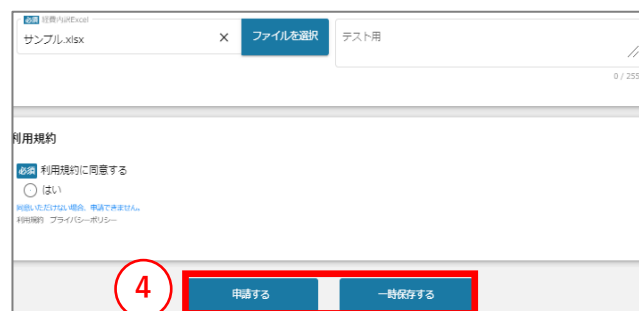 必須 経費内訳Excel
サンプル.xlsx × ファイルを選択 テスト用
0 / 255
利用規約
必須 利用規約に同意する
はい
同意いただけない場合、申請できません。
利用規約 プライバシーポリシー
4 申請する 一時保存する